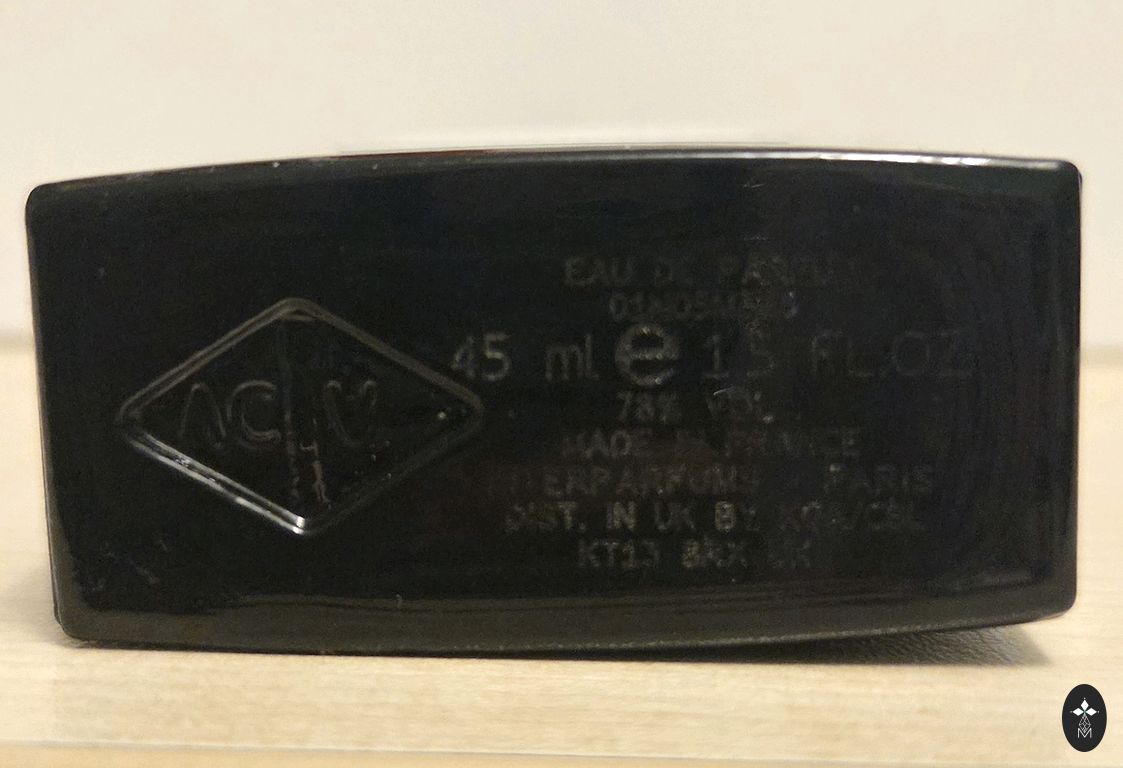 EAU DE PARFUM
45 ml e 1.5 fl.OZ
78% VOL
MADE IN FRANCE
INTERPARFUMS - PARIS
DIST. IN UK BY
KT13 UK
M